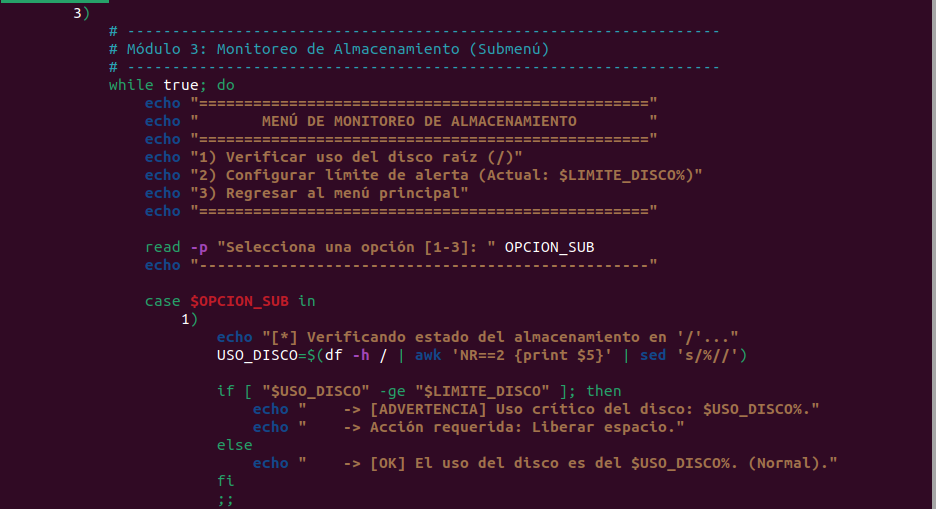 3)
# ------------------------------------------------------------------
# Módulo 3: Monitoreo de Almacenamiento (Submenú)
# ------------------------------------------------------------------
while true; do
echo "=================================================="
echo "       MENÚ DE MONITOREO DE ALMACENAMIENTO        "
echo "=================================================="
echo "1) Verificar uso del disco raíz (/)"
echo "2) Configurar límite de alerta (Actual: $LIMITE_DISCO%)"
echo "3) Regresar al menú principal"
echo "=================================================="
read -p "Selecciona una opción [1-3]: " OPCION_SUB
echo "--------------------------------------------------"
case $OPCION_SUB in
1)
echo "[*] Verificando estado del almacenamiento en '/'..."
USO_DISCO=$(df -h / | awk 'NR==2 {print $5}' | sed 's/%//')
if [ "$USO_DISCO" -ge "$LIMITE_DISCO" ]; then
echo "    -> [ADVERTENCIA] Uso crítico del disco: $USO_DISCO%."
echo "    -> Acción requerida: Liberar espacio."
else
echo "    -> [OK] El uso del disco es del $USO_DISCO%. (Normal)."
fi
;;